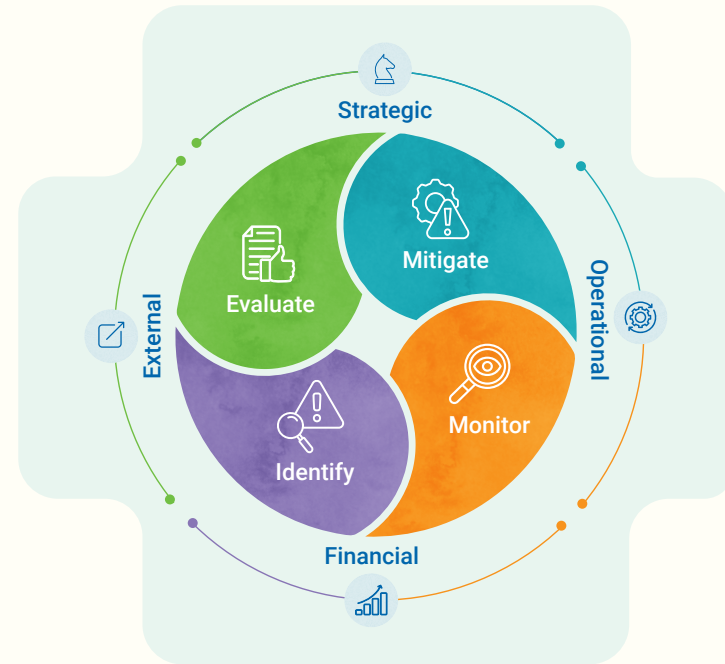 Strategic
Mitigate
Evaluate
Operational
External
Monitor
Identify
Financial